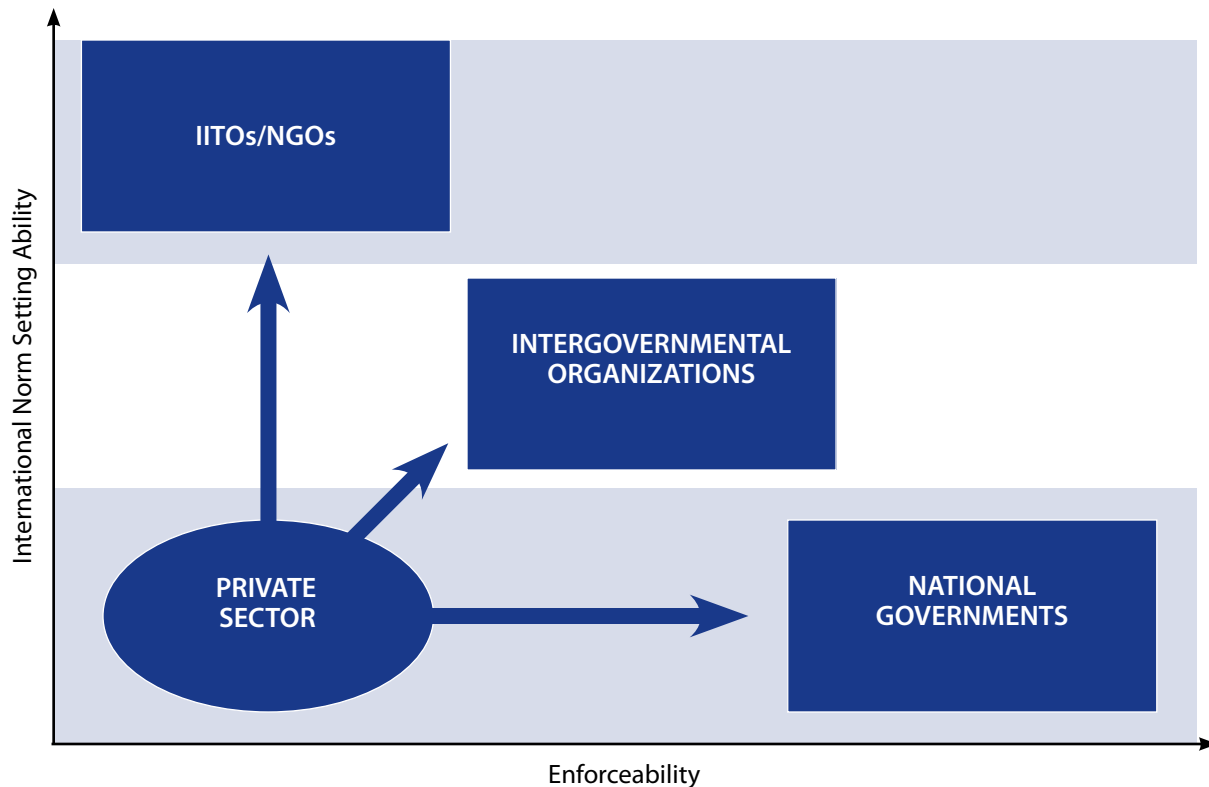 International Norm Setting Ability
IITOs/NGOs
INTERGOVERNMENTAL
ORGANIZATIONS
PRIVATE
SECTOR
NATIONAL
GOVERNMENTS
Enforceability